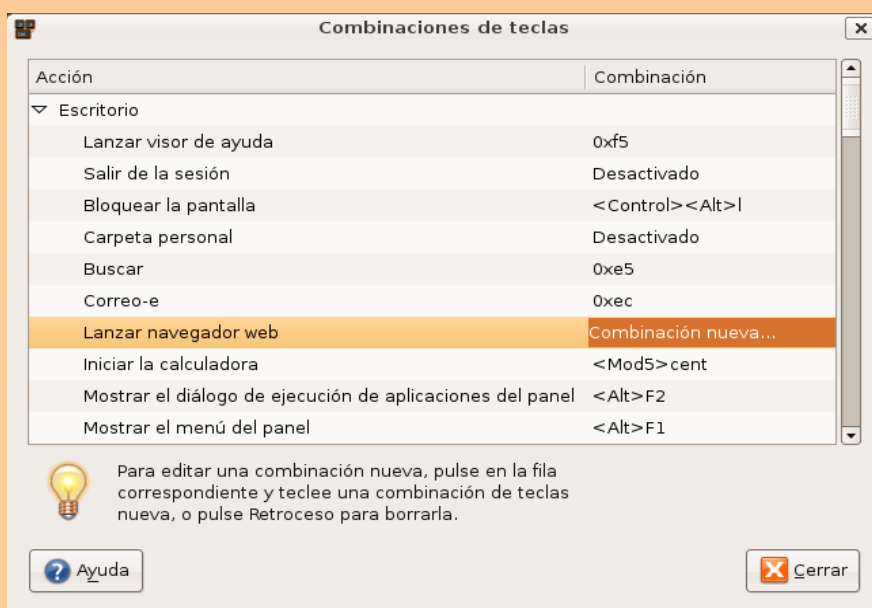 Combinaciones de teclas
Acción Combinación
Escritorio
Lanzar visor de ayuda 0xf5
Salir de la sesión Desactivado
Bloquear la pantalla <Control><Alt>l
Carpeta personal Desactivado
Buscar 0xe5
Correo-e 0xec
Lanzar navegador web Combinación nueva...
Iniciar la calculadora <Mod5>cent
Mostrar el diálogo de ejecución de aplicaciones del panel <Alt>F2
Mostrar el menú del panel <Alt>F1
Para editar una combinación nueva, pulse en la fila
correspondiente y teclee una combinación de teclas
nueva, o pulse Retroceso para borrarla.
Ayuda Cerrar